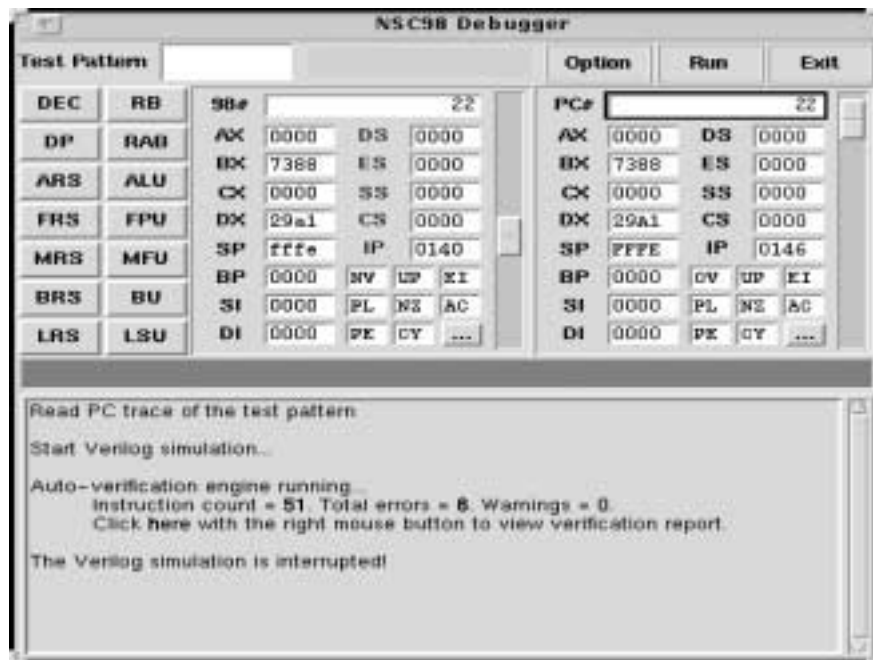 NSC98 Debugger
Test Pattern Option Run Exit
DEC RB 98# 22 PC# 22
DP RAB AX 0000 DS 0000 AX 0000 DS 0000
BX 7388 ES 0000 BX 7388 ES 0000
ARS ALU CX 0000 SS 0000 CX 0000 SS 0000
FRS FPU DX 29a1 CS 0000 DX 29A1 CS 0000
MRS MFU SP fffe IP 0140 SP FFFE IP 0146
BP 0000 NV UP EI BP 0000 OV UP EI
BRS BU SI 0000 PL NZ AC SI 0000 PL NZ AC
LRS LSU DI 0000 PE CY ... DI 0000 PE CY ...
Read PC trace of the test pattern
Start Verilog simulation...
Auto-verification engine running...
Instruction count = 51. Total errors = 6. Warnings = 0.
Click here with the right mouse button to view verification report.
The Verilog simulation is interrupted!